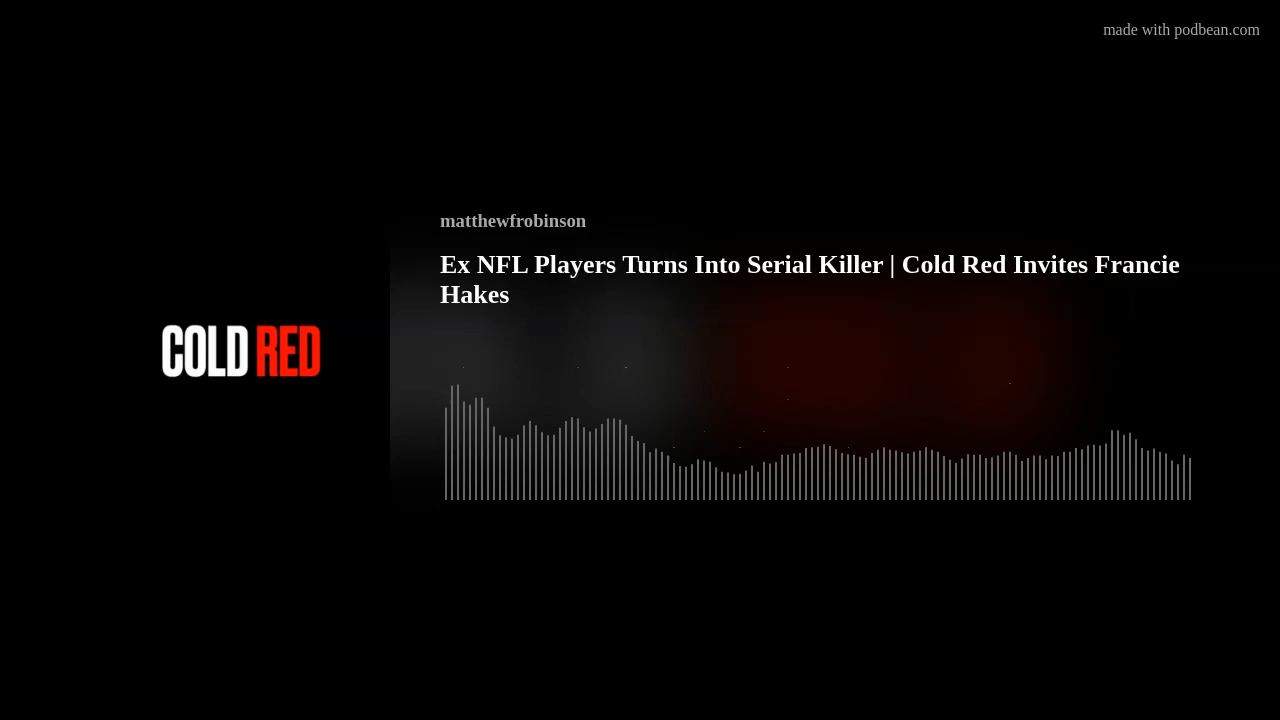 made with podbean.com
matthewfrobinson
Ex NFL Players Turns Into Serial Killer | Cold Red Invites Francie
Hakes
COLD RED